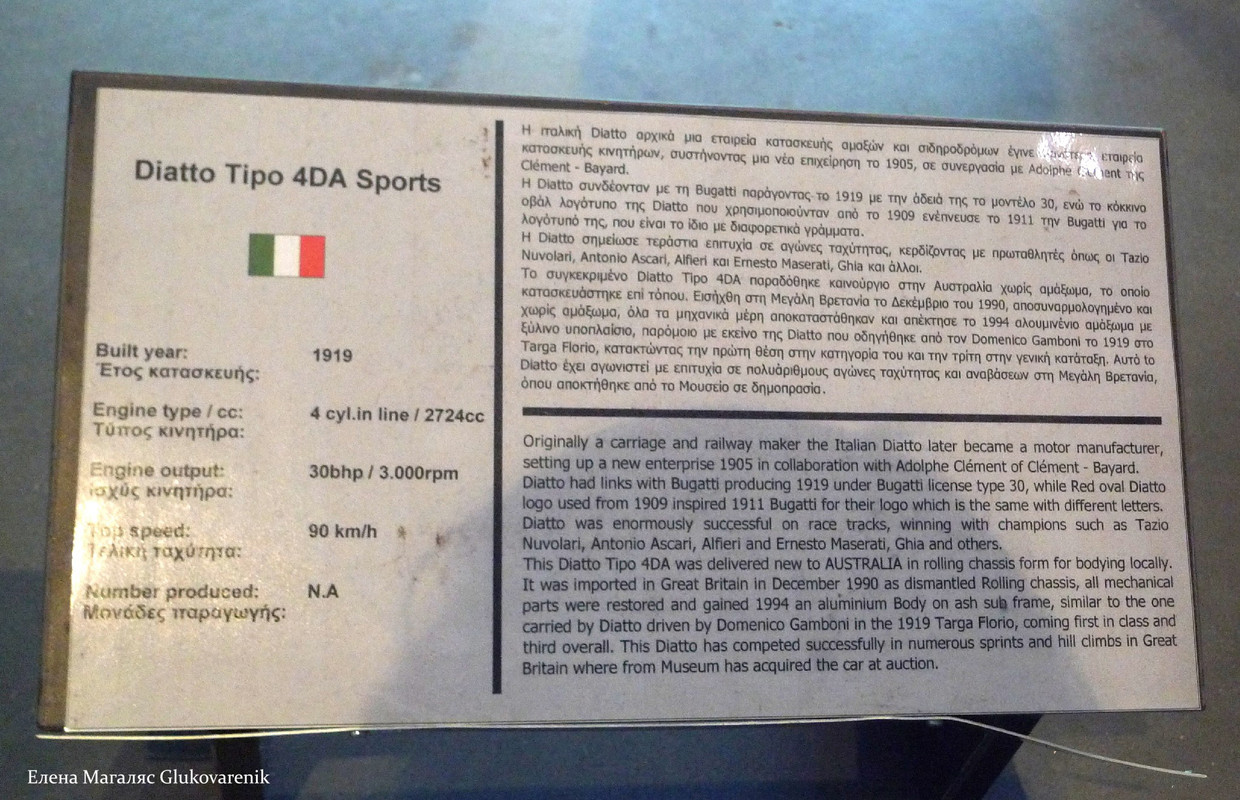 Diatto Tipo 4DA Sports
Built year: 1919
Έτος κατασκευής:
Engine type / cc: 4 cyl.in line / 2724cc
Τύπος κινητήρα:
Engine output: 30bhp / 3.000rpm
Ισχύς κινητήρα:
Top speed: 90 km/h
Τελική ταχύτητα:
Number produced: N.A
Μονάδες παραγωγής:
Η ιταλική Diatto αρχικά μια εταιρεία κατασκευής αμαξών και σιδηροδρόμων έγινε εταιρεία
κατασκευής κινητήρων, συστήνοντας μια νέα επιχείρηση το 1905, σε συνεργασία με Adolphe Clément της
Clément - Bayard.
Η Diatto συνδέονταν με τη Bugatti παράγοντας το 1919 με την άδειά της το μοντέλο 30, ενώ το κόκκινο
οβάλ λογότυπο της Diatto που χρησιμοποιούνταν από το 1909 ενέπνευσε το 1911 την Bugatti για το
λογότυπό της, που είναι το ίδιο με διαφορετικά γράμματα.
Η Diatto σημείωσε τεράστια επιτυχία σε αγώνες ταχύτητας, κερδίζοντας με πρωταθλητές όπως οι Tazio
Nuvolari, Antonio Ascari, Alfieri και Ernesto Maserati, Ghia και άλλοι.
Το συγκεκριμένο Diatto Tipo 4DA παραδόθηκε καινούργιο στην Αυστραλία χωρίς αμάξωμα, το οποίο
κατασκευάστηκε επί τόπου. Εισήχθη στη Μεγάλη Βρετανία το Δεκέμβριο του 1990, αποσυναρμολογημένο και
χωρίς αμάξωμα, όλα τα μηχανικά μέρη αποκαταστάθηκαν και απέκτησε το 1994 αλουμινένιο αμάξωμα με
ξύλινο υποπλαίσιο, παρόμοιο με εκείνο της Diatto που οδηγήθηκε από τον Domenico Gamboni το 1919 στο
Targa Florio, κατακτώντας την πρώτη θέση στην κατηγορία του και την τρίτη στην γενική κατάταξη. Αυτό το
Diatto έχει αγωνιστεί με επιτυχία σε πολυάριθμους αγώνες ταχύτητας και αναβάσεων στη Μεγάλη Βρετανία,
όπου αποκτήθηκε από το Μουσείο σε δημοπρασία.
Originally a carriage and railway maker the Italian Diatto later became a motor manufacturer,
setting up a new enterprise 1905 in collaboration with Adolphe Clément of Clément - Bayard.
Diatto had links with Bugatti producing 1919 under Bugatti license type 30, while Red oval Diatto
logo used from 1909 inspired 1911 Bugatti for their logo which is the same with different letters.
Diatto was enormously successful on race tracks, winning with champions such as Tazio
Nuvolari, Antonio Ascari, Alfieri and Ernesto Maserati, Ghia and others.
This Diatto Tipo 4DA was delivered new to AUSTRALIA in rolling chassis form for bodying locally.
It was imported in Great Britain in December 1990 as dismantled Rolling chassis, all mechanical
parts were restored and gained 1994 an aluminium Body on ash sub frame, similar to the one
carried by Diatto driven by Domenico Gamboni in the 1919 Targa Florio, coming first in class and
third overall. This Diatto has competed successfully in numerous sprints and hill climbs in Great
Britain where from Museum has acquired the car at auction.
Елена Магаляс Glukovarenik